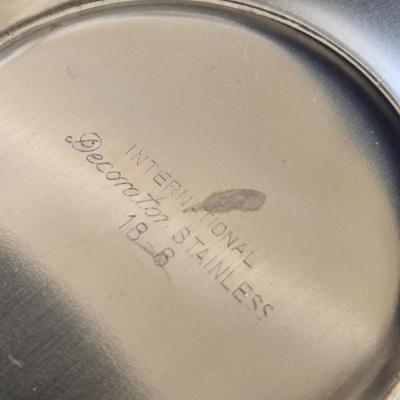 INTERNATIONAL
Decorator STAINLESS
18-8